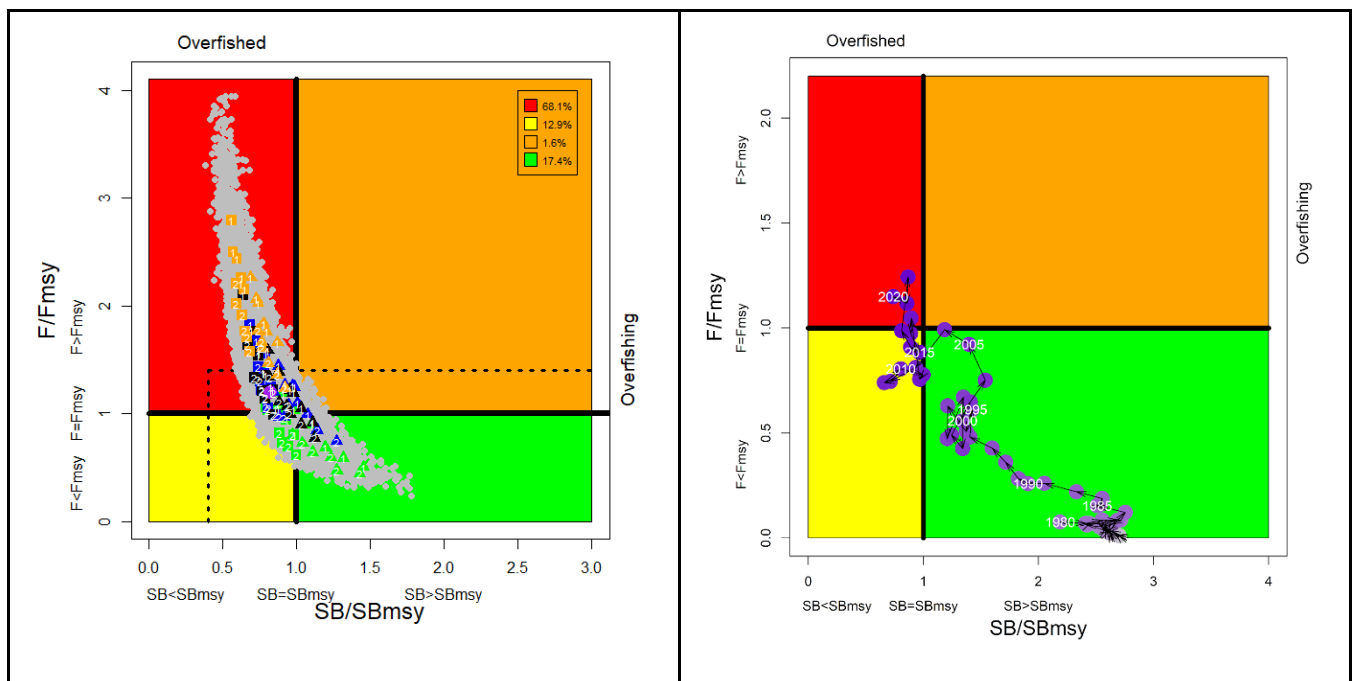 Overfished
68.1%
12.9%
1.6%
17.4%
F/Fmsy
F<Fmsy
F=Fmsy
F>Fmsy
0
1
2
3
4
Overfishing
0.0
0.5
1.0
1.5
2.0
2.5
3.0
SB<SBmsy
SB=SBmsy
SB>SBmsy
SB/SBmsy
Overfished
F/Fmsy
F<Fmsy
F=Fmsy
F>Fmsy
0.0
0.5
1.0
1.5
2.0
2020
2005
2015
2010
1995
2000
1990
1985
1980
Overfishing
0
1
2
3
4
SB<SBmsy
SB=SBmsy
SB>SBmsy
SB/SBmsy